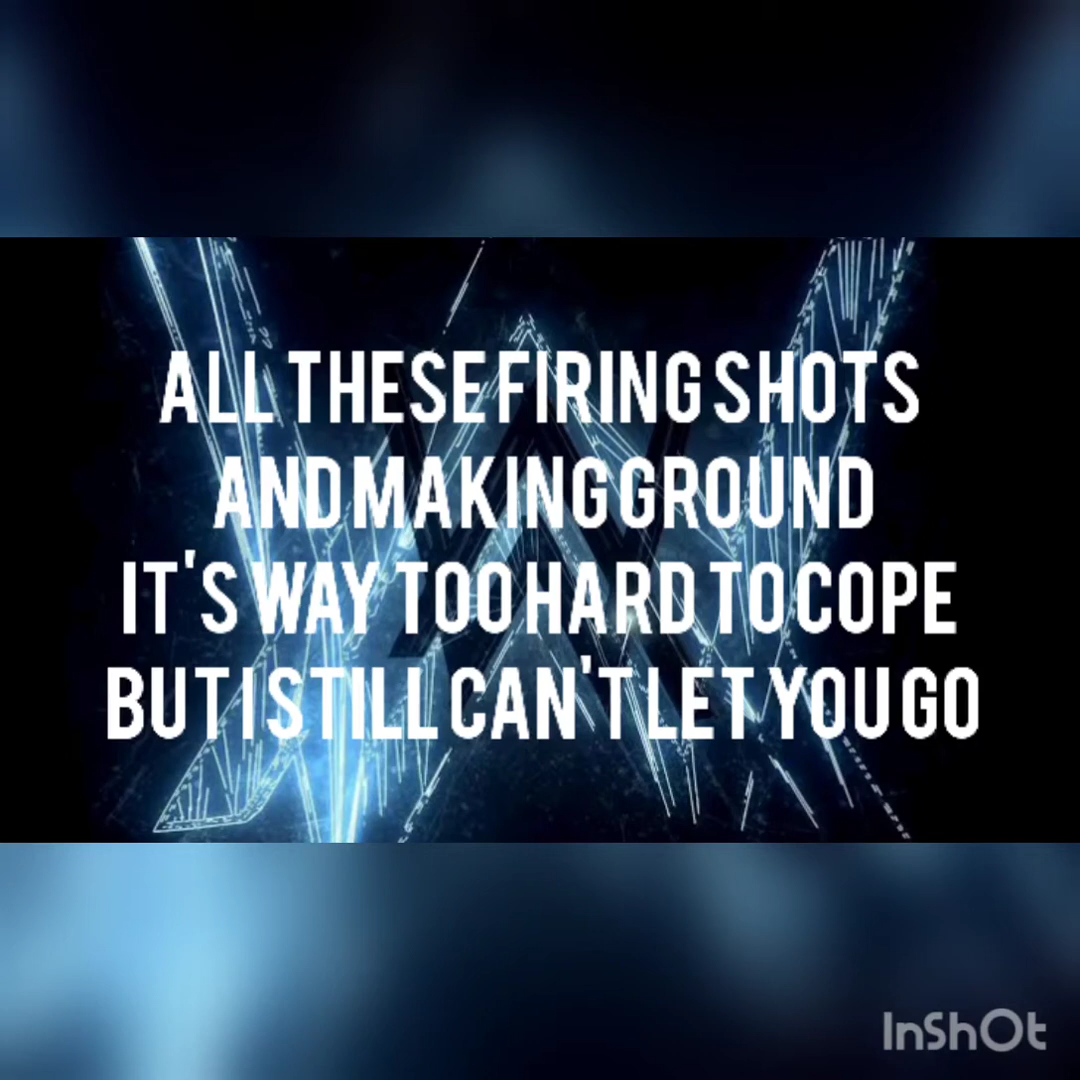 ALL THESE FIRING SHOTS
AND MAKING GROUND
IT'S WAY TOO HARD TO COPE
BUT I STILL CAN'T LET YOU GO
InShOt